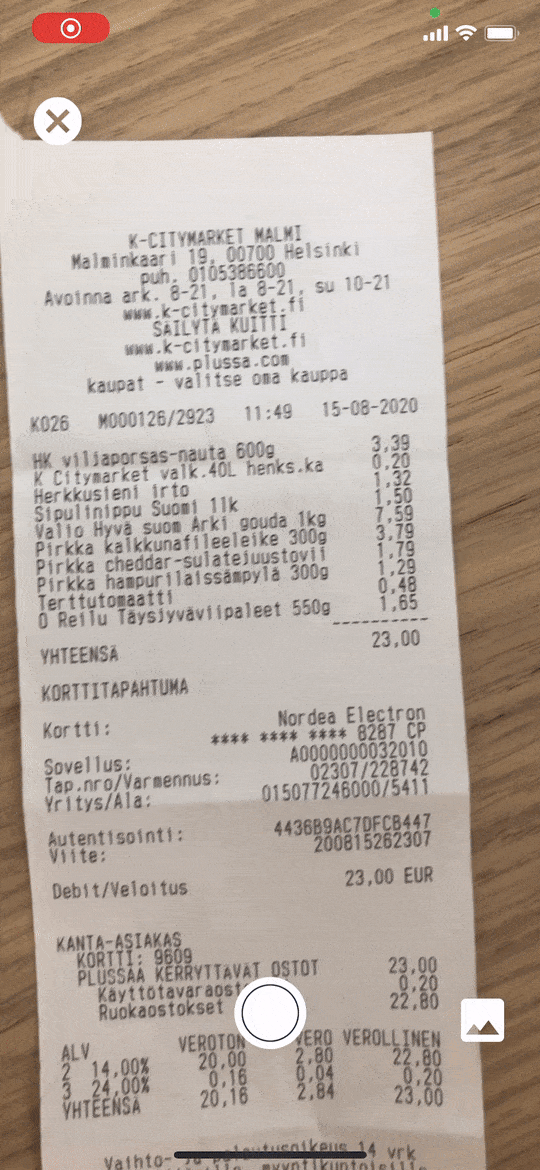 K-CITYMARKET MALMI
Malminkaari 19, 00700 Helsinki
puh. 0105386600
Avoinna ark. 8-21, la 8-21, su 10-21
www.k-citymarket.fi
SÄILYTÄ KUITTI
www.k-citymarket.fi
www.plussa.com
kaupat - valitse oma kauppa
K026 M000126/2923 11:49 15-08-2020
HK viljaporsas-nauta 600g 3,39
K Citymarket valk.40L henks.ka 0,20
Herkkusieni irto 1,32
Sipulinippu Suomi 1lk 1,50
Valio Hyvä suom Arki gouda 1kg 7,59
Pirkka kalkkunafileeleike 300g 3,79
Pirkka cheddar-sulatejuustovii 1,79
Pirkka hampurilaissämpylä 300g 1,29
Terttutomaatti 0,48
O Reilu Täysjyväviipaleet 550g 1,65
----------
YHTEENSÄ 23,00
KORTTITAPAHTUMA
Kortti: Nordea Electron
**** **** **** 8287 CP
Sovellus: A0000000032010
Tap.nro/Varmennus: 02307/228742
Yritys/Ala: 015077246000/5411
Autentisointi: 4436B9AC7DFCB447
Viite: 200815262307
Debit/Veloitus 23,00 EUR
KANTA-ASIAKAS
KORTTI: 9609
PLUSSAA KERRYTTÄVÄT OSTOT 23,00
Käyttötavaraost 0,20
Ruokaostokset 22,80
ALV VEROTON VERO VEROLLINEN
2 14,00% 20,00 2,80 22,80
3 24,00% 0,16 0,04 0,20
YHTEENSÄ 20,16 2,84 23,00
Vaihto- ja palautusoikeus 14 vrk